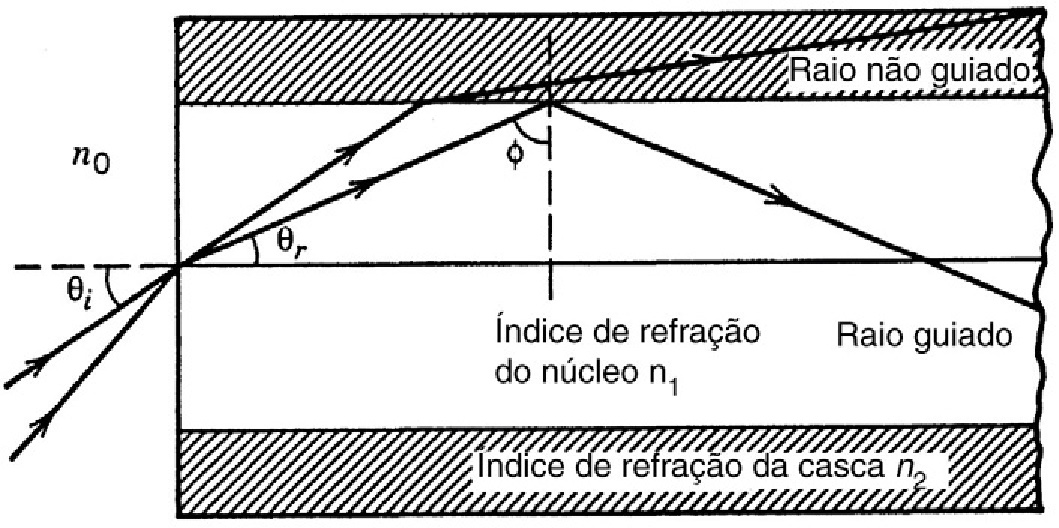 Raio não guiado
n0
ϕ
θr
θi
Índice de refração
do núcleo n1
Raio guiado
Índice de refração da casca n2